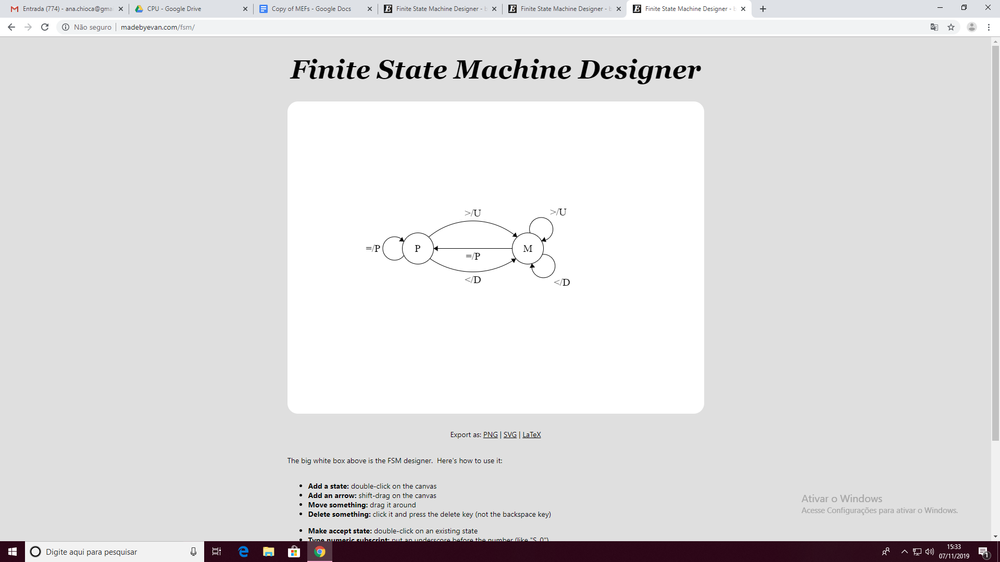 Entrada (774) - ana.chioca@gma
CPU - Google Drive
Copy of MEFs - Google Docs
Finite State Machine Designer - b
Finite State Machine Designer - b
Finite State Machine Designer - b
Não seguro | madebyevan.com/fsm/
Finite State Machine Designer
>/U
>/U
=/P
P
M
=/P
</D
</D
Export as: PNG | SVG | LaTeX
The big white box above is the FSM designer. Here's how to use it:
• Add a state: double-click on the canvas
• Add an arrow: shift-drag on the canvas
• Move something: drag it around
• Delete something: click it and press the delete key (not the backspace key)
• Make accept state: double-click on an existing state
• Type numeric subscript: put an underscore before the number (like "S_0")
Ativar o Windows
Acesse Configurações para ativar o Windows.
Digite aqui para pesquisar
15:33
07/11/2019
1